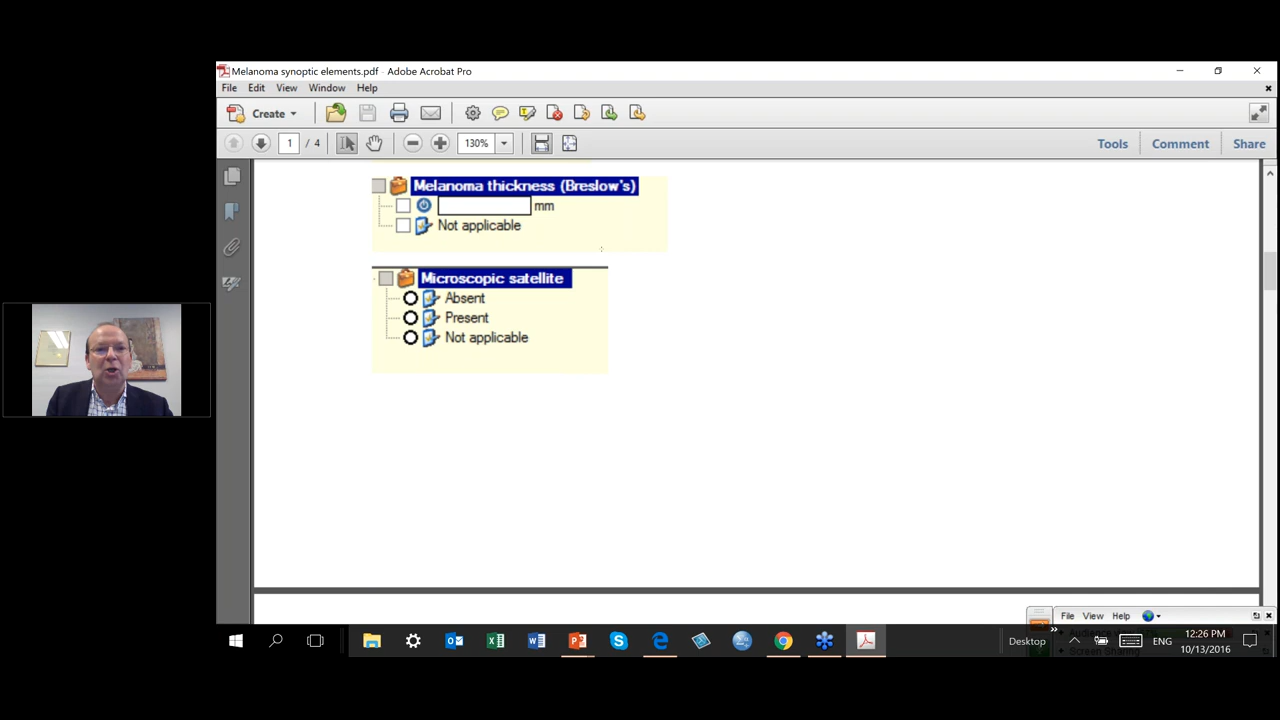 Melanoma synoptic elements.pdf - Adobe Acrobat Pro
File Edit View Window Help
Create
1 / 4 130% Tools Comment Share
Melanoma thickness (Breslow's)
mm
Not applicable
Microscopic satellite
Absent
Present
Not applicable
File View Help
Desktop ENG 12:26 PM
10/13/2016
Screen Sharing